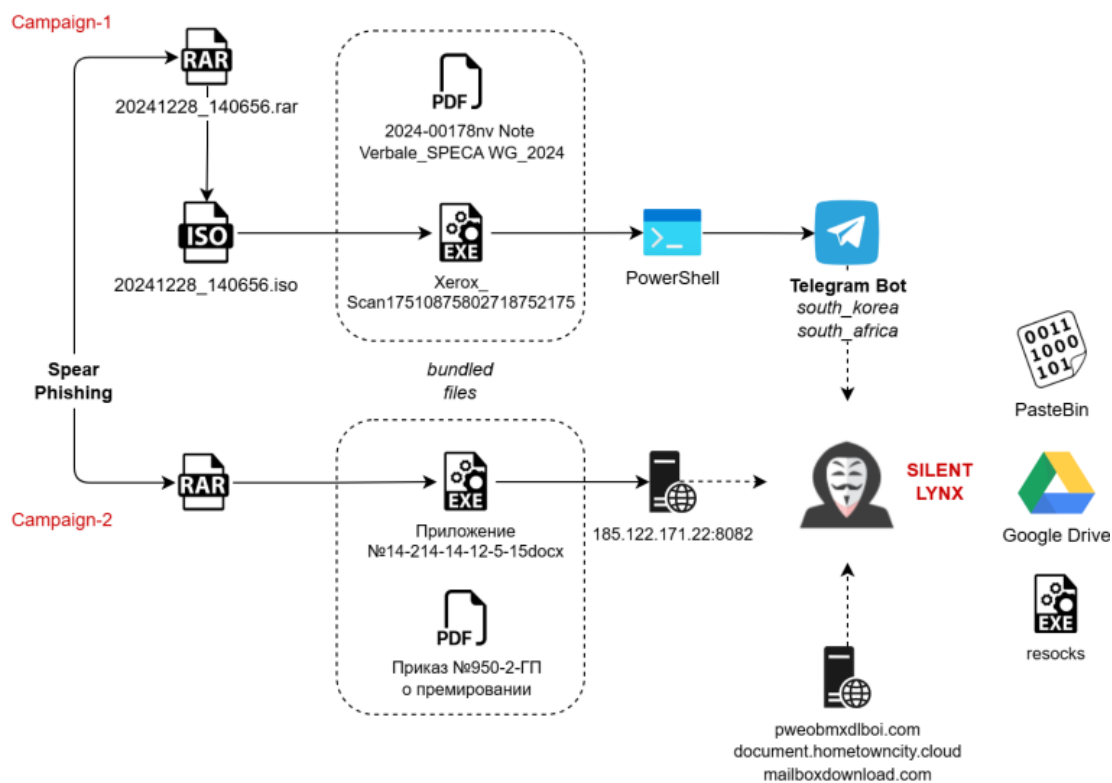 Campaign-1
RAR
20241228_140656.rar
ISO
20241228_140656.iso
PDF
2024-00178nv Note
Verbale_SPECA WG_2024
EXE
Xerox_
Scan17510875802718752175
PowerShell
Telegram Bot
south_korea
south_africa
Spear
Phishing
bundled
files
Campaign-2
RAR
EXE
Приложение
№14-214-14-12-5-15docx
PDF
Приказ №950-2-ГП
о премировании
185.122.171.22:8082
SILENT
LYNX
pweobmxdlboi.com
document.hometowncity.cloud
mailboxdownload.com
0011
1000
101
PasteBin
Google Drive
EXE
resocks